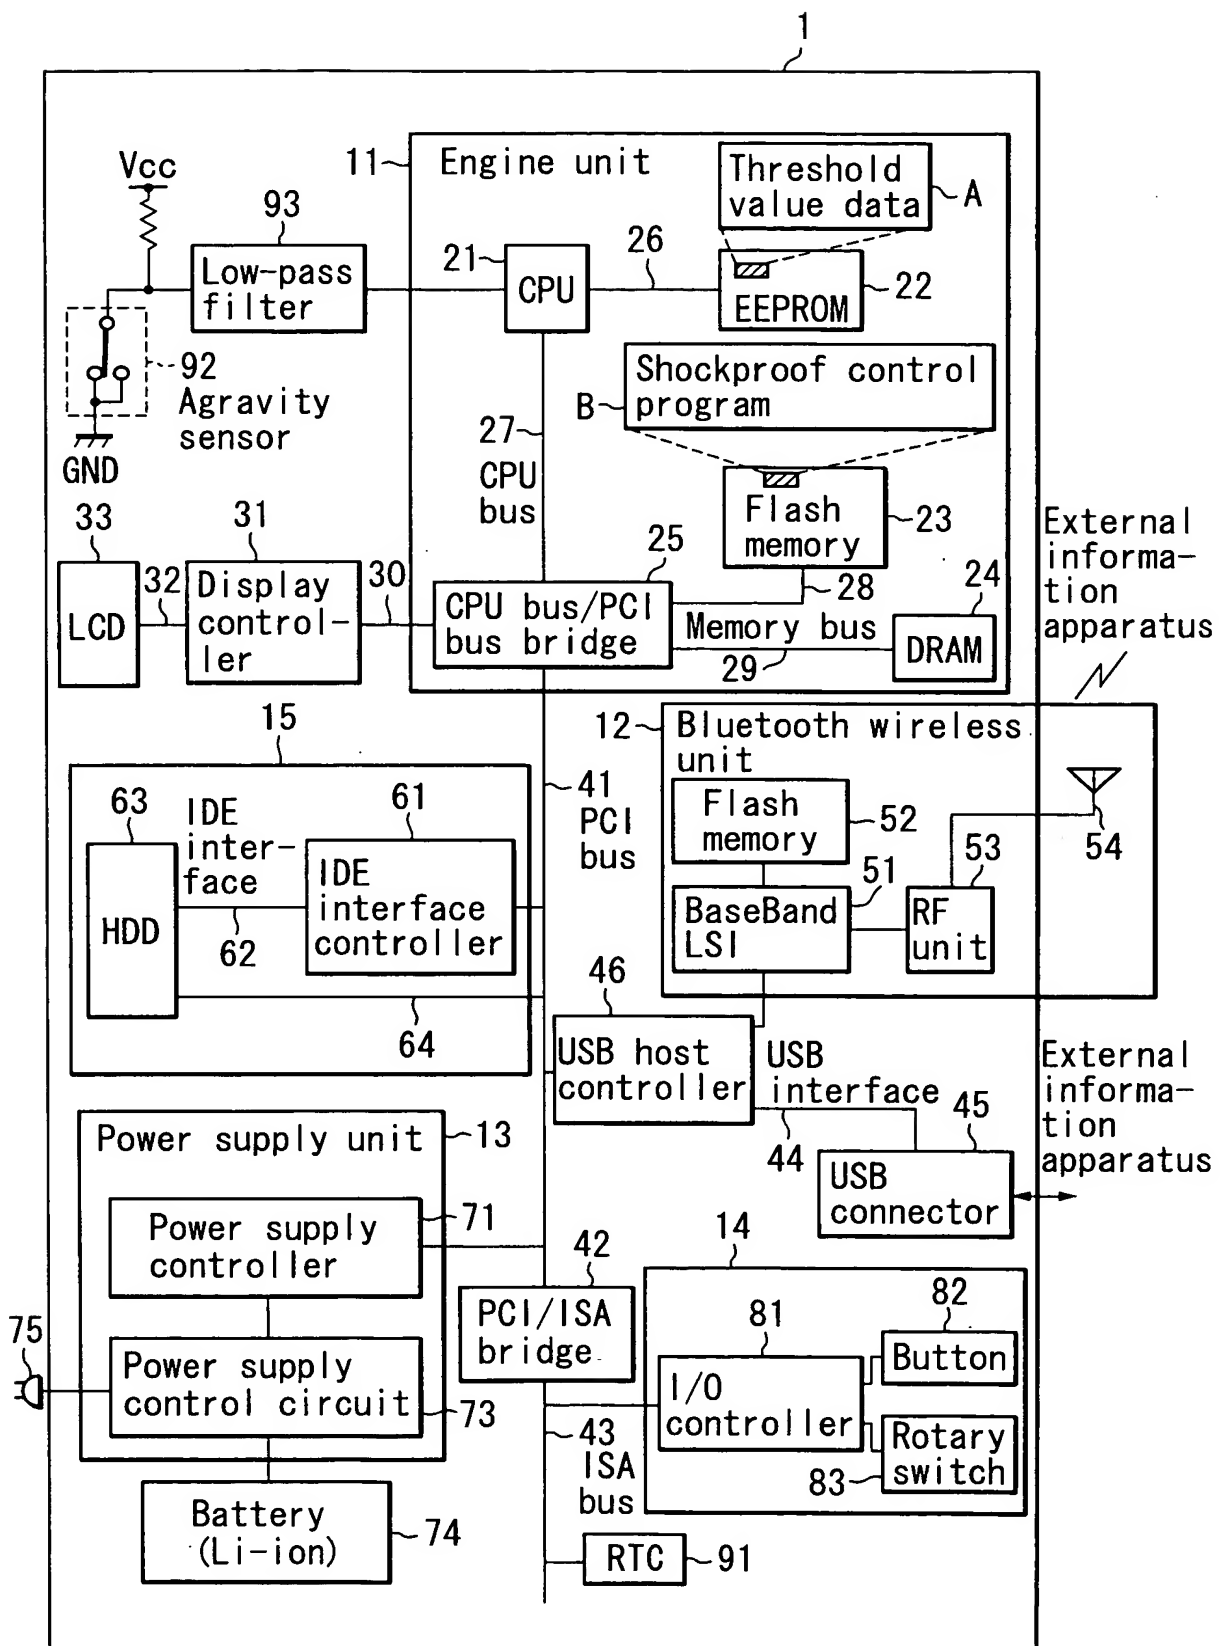 1
11
Engine unit
Threshold
value data
A
Vcc
93
Low-pass
filter
21
CPU
26
EEPROM
22
92
Agravity
sensor
GND
Shockproof control
program
B
27
CPU
bus
Flash
memory
23
33
LCD
32
31
Display
control-
ler
30
25
CPU bus/PCI
bus bridge
28
Memory bus
29
24
DRAM
External
informa-
tion
apparatus
15
41
PCI
bus
12
Bluetooth wireless
unit
Flash
memory
52
54
63
HDD
IDE
inter-
face
62
61
IDE
interface
controller
64
51
BaseBand
LSI
53
RF
unit
46
USB host
controller
USB
interface
44
45
USB
connector
External
informa-
tion
apparatus
Power supply unit
13
Power supply
controller
71
75
Power supply
control circuit
73
Battery
(Li-ion)
74
42
PCI/ISA
bridge
43
ISA
bus
14
81
I/O
controller
82
Button
Rotary
switch
83
RTC
91